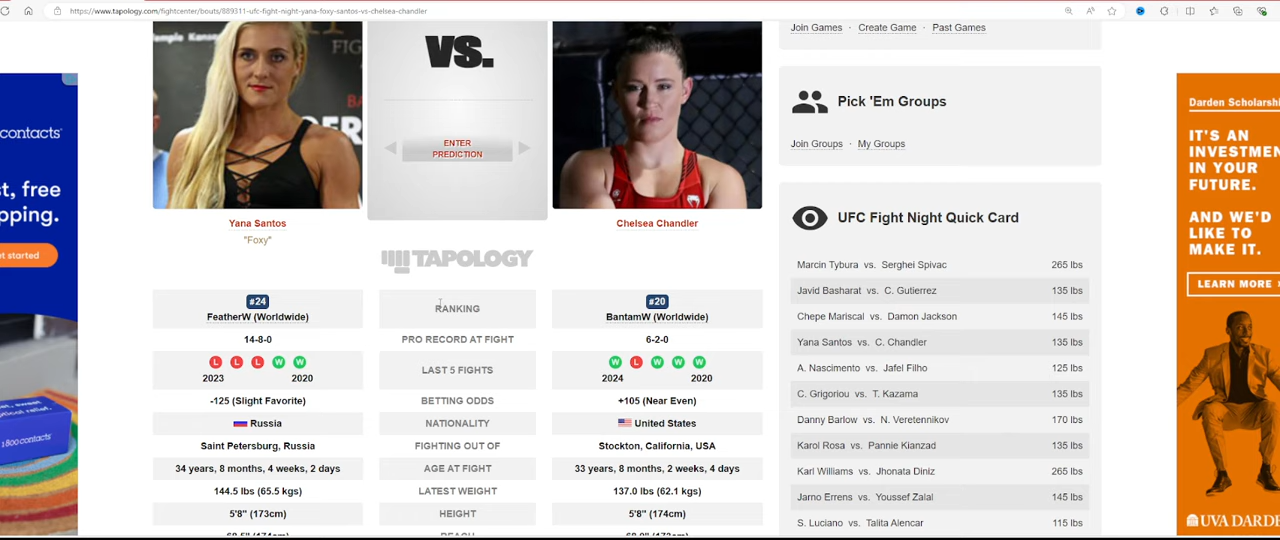 https://www.tapology.com/fightcenter/bouts/889311-ufc-fight-night-yana-foxy-santos-vs-chelsea-chandler
VS.
ENTER
PREDICTION
Yana Santos
"Foxy"
Chelsea Chandler
TAPOLOGY
#24
FeatherW (Worldwide)
RANKING
#20
BantamW (Worldwide)
14-8-0
PRO RECORD AT FIGHT
6-2-0
L L L W W
2023 2020
LAST 5 FIGHTS
W L W W W
2024 2020
-125 (Slight Favorite)
BETTING ODDS
+105 (Near Even)
Russia
NATIONALITY
United States
Saint Petersburg, Russia
FIGHTING OUT OF
Stockton, California, USA
34 years, 8 months, 4 weeks, 2 days
AGE AT FIGHT
33 years, 8 months, 2 weeks, 4 days
144.5 lbs (65.5 kgs)
LATEST WEIGHT
137.0 lbs (62.1 kgs)
5'8" (173cm)
HEIGHT
5'8" (174cm)
Join Games · Create Game · Past Games
Pick 'Em Groups
Join Groups · My Groups
UFC Fight Night Quick Card
Marcin Tybura vs. Serghei Spivac 265 lbs
Javid Basharat vs. C. Gutierrez 135 lbs
Chepe Mariscal vs. Damon Jackson 145 lbs
Yana Santos vs. C. Chandler 135 lbs
A. Nascimento vs. Jafel Filho 125 lbs
C. Grigoriou vs. T. Kazama 135 lbs
Danny Barlow vs. N. Veretennikov 170 lbs
Karol Rosa vs. Pannie Kianzad 135 lbs
Karl Williams vs. Jhonata Diniz 265 lbs
Jarno Errens vs. Youssef Zalal 145 lbs
S. Luciano vs. Talita Alencar 115 lbs
contacts
st, free
pping.
et started
1800contacts
Darden Scholarshi
IT'S AN
INVESTMEN
IN YOUR
FUTURE.
AND WE'D
LIKE TO
MAKE IT.
LEARN MORE
UVA DARDE